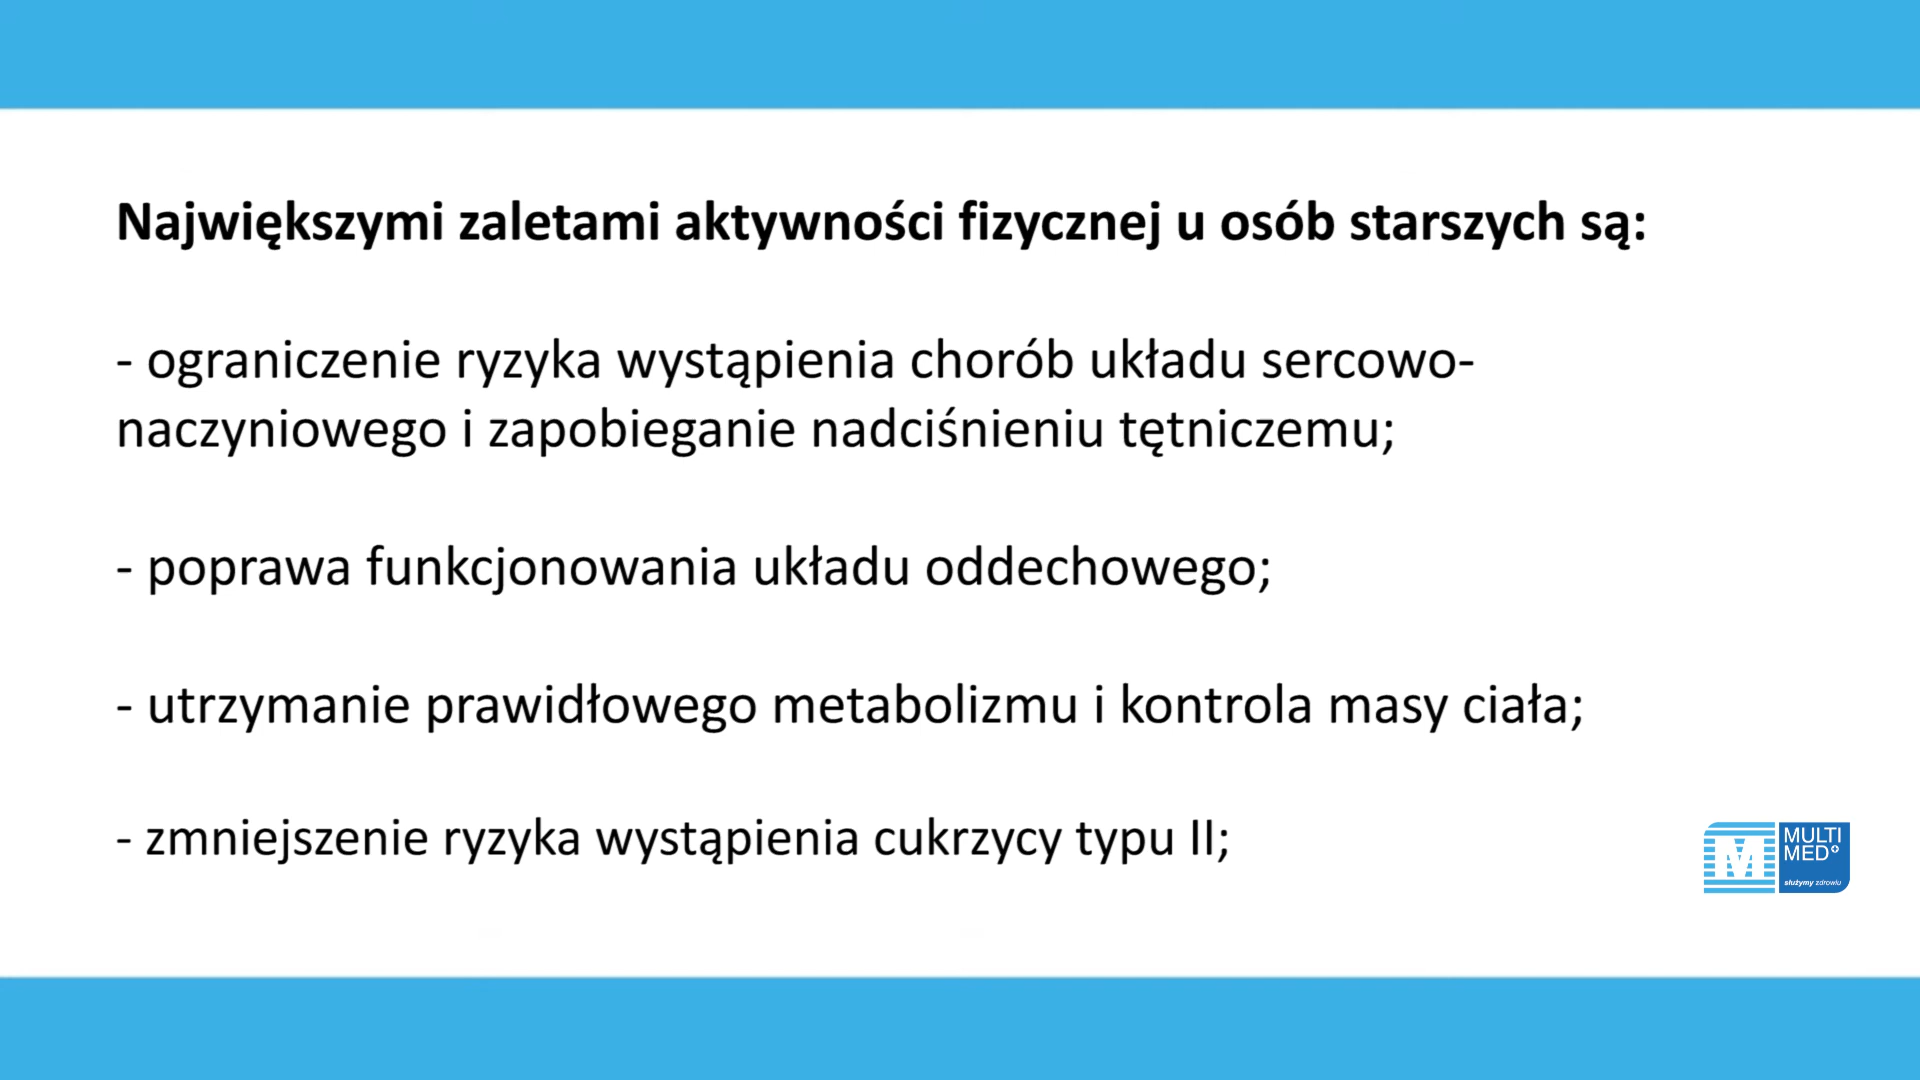 Największymi zaletami aktywności fizycznej u osób starszych są:
- ograniczenie ryzyka wystąpienia chorób układu sercowo-
naczyniowego i zapobieganie nadciśnieniu tętniczemu;
- poprawa funkcjonowania układu oddechowego;
- utrzymanie prawidłowego metabolizmu i kontrola masy ciała;
- zmniejszenie ryzyka wystąpienia cukrzycy typu II;
M
MULTI
MED+
służymy zdrowiu